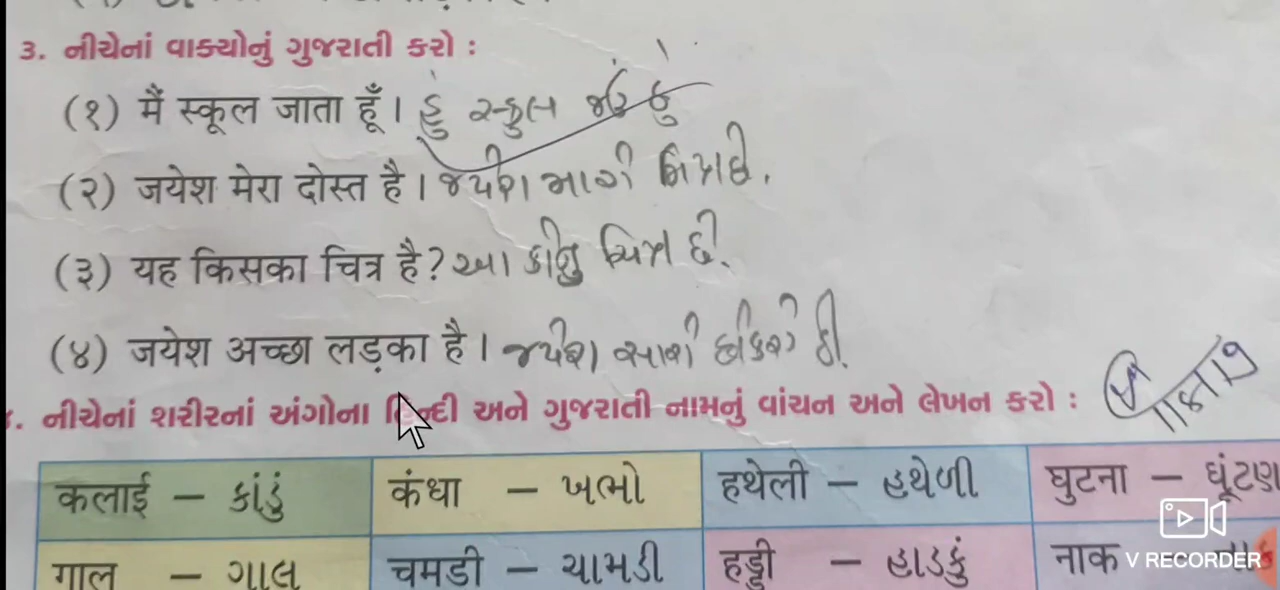 ૩. નીચેનાં વાક્યોનું ગુજરાતી કરો :
(१) मैं स्कूल जाता हूँ। હું સ્કુલ જઉ છું
(२) जयेश मेरा दोस्त है। જયેશ મારો મિત્ર છે.
(३) यह किसका चित्र है? આ કોનુ ચિત્ર છે.
(४) जयेश अच्छा लड़का है। જયેશ સારો છોકરો છે.
નીચેનાં શરીરનાં અંગોના હિન્દી અને ગુજરાતી નામનું વાંચન અને લેખન કરો :
कलाई – કાંડું कंधा – ખભો हथेली – હથેળી घुटना – ઘૂંટણ
गाल – ગાલ चमडी – ચામડી हड्डी – હાડકું नाक
V RECORDER